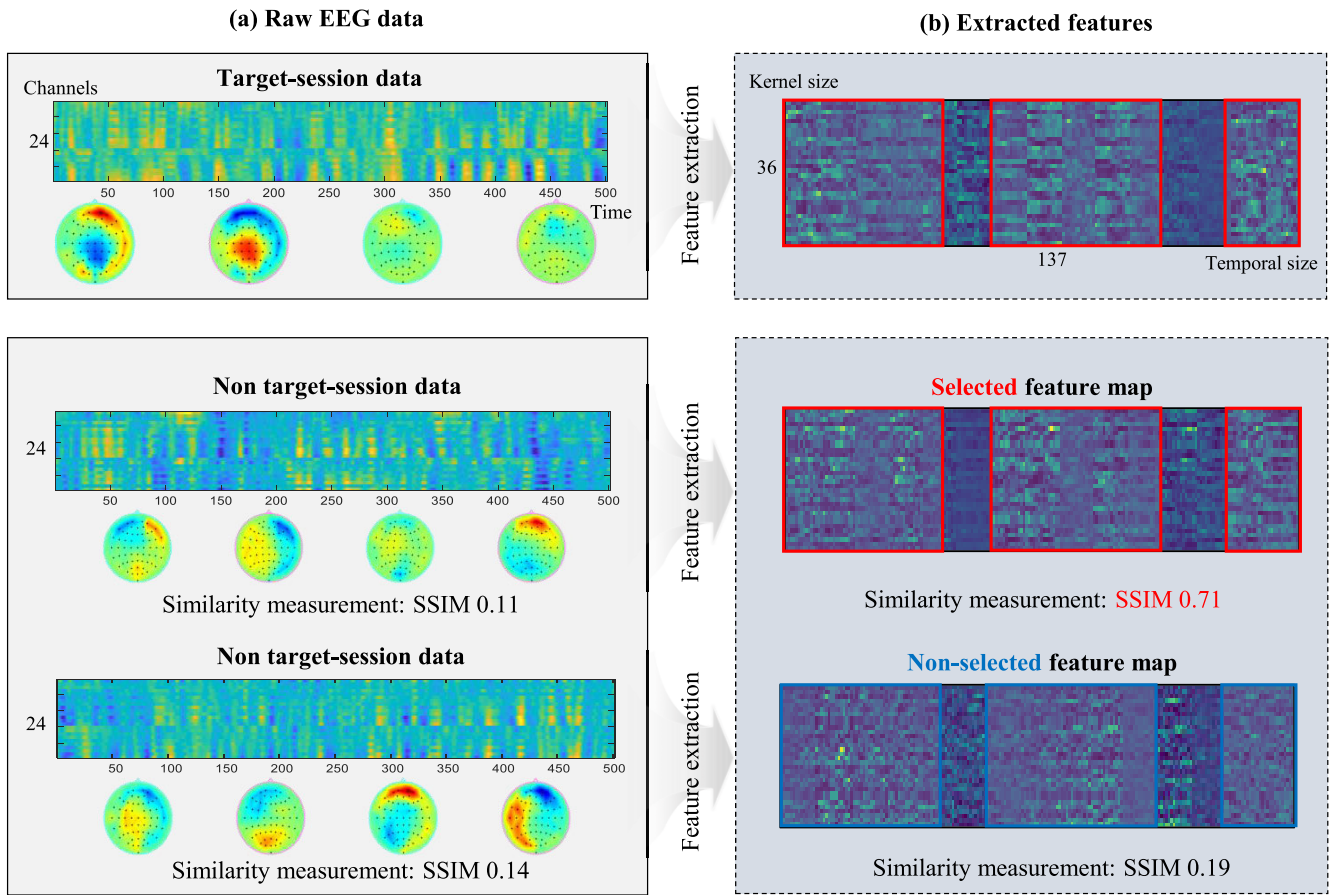 (a) Raw EEG data
(b) Extracted features
Target-session data
Channels
24
50 100 150 200 250 300 350 400 450 500
Time
Feature extraction
Kernel size
36
137
Temporal size
Non target-session data
24
50 100 150 200 250 300 350 400 450 500
Similarity measurement: SSIM 0.11
Feature extraction
Selected feature map
Similarity measurement: SSIM 0.71
Non target-session data
24
50 100 150 200 250 300 350 400 450 500
Similarity measurement: SSIM 0.14
Feature extraction
Non-selected feature map
Similarity measurement: SSIM 0.19